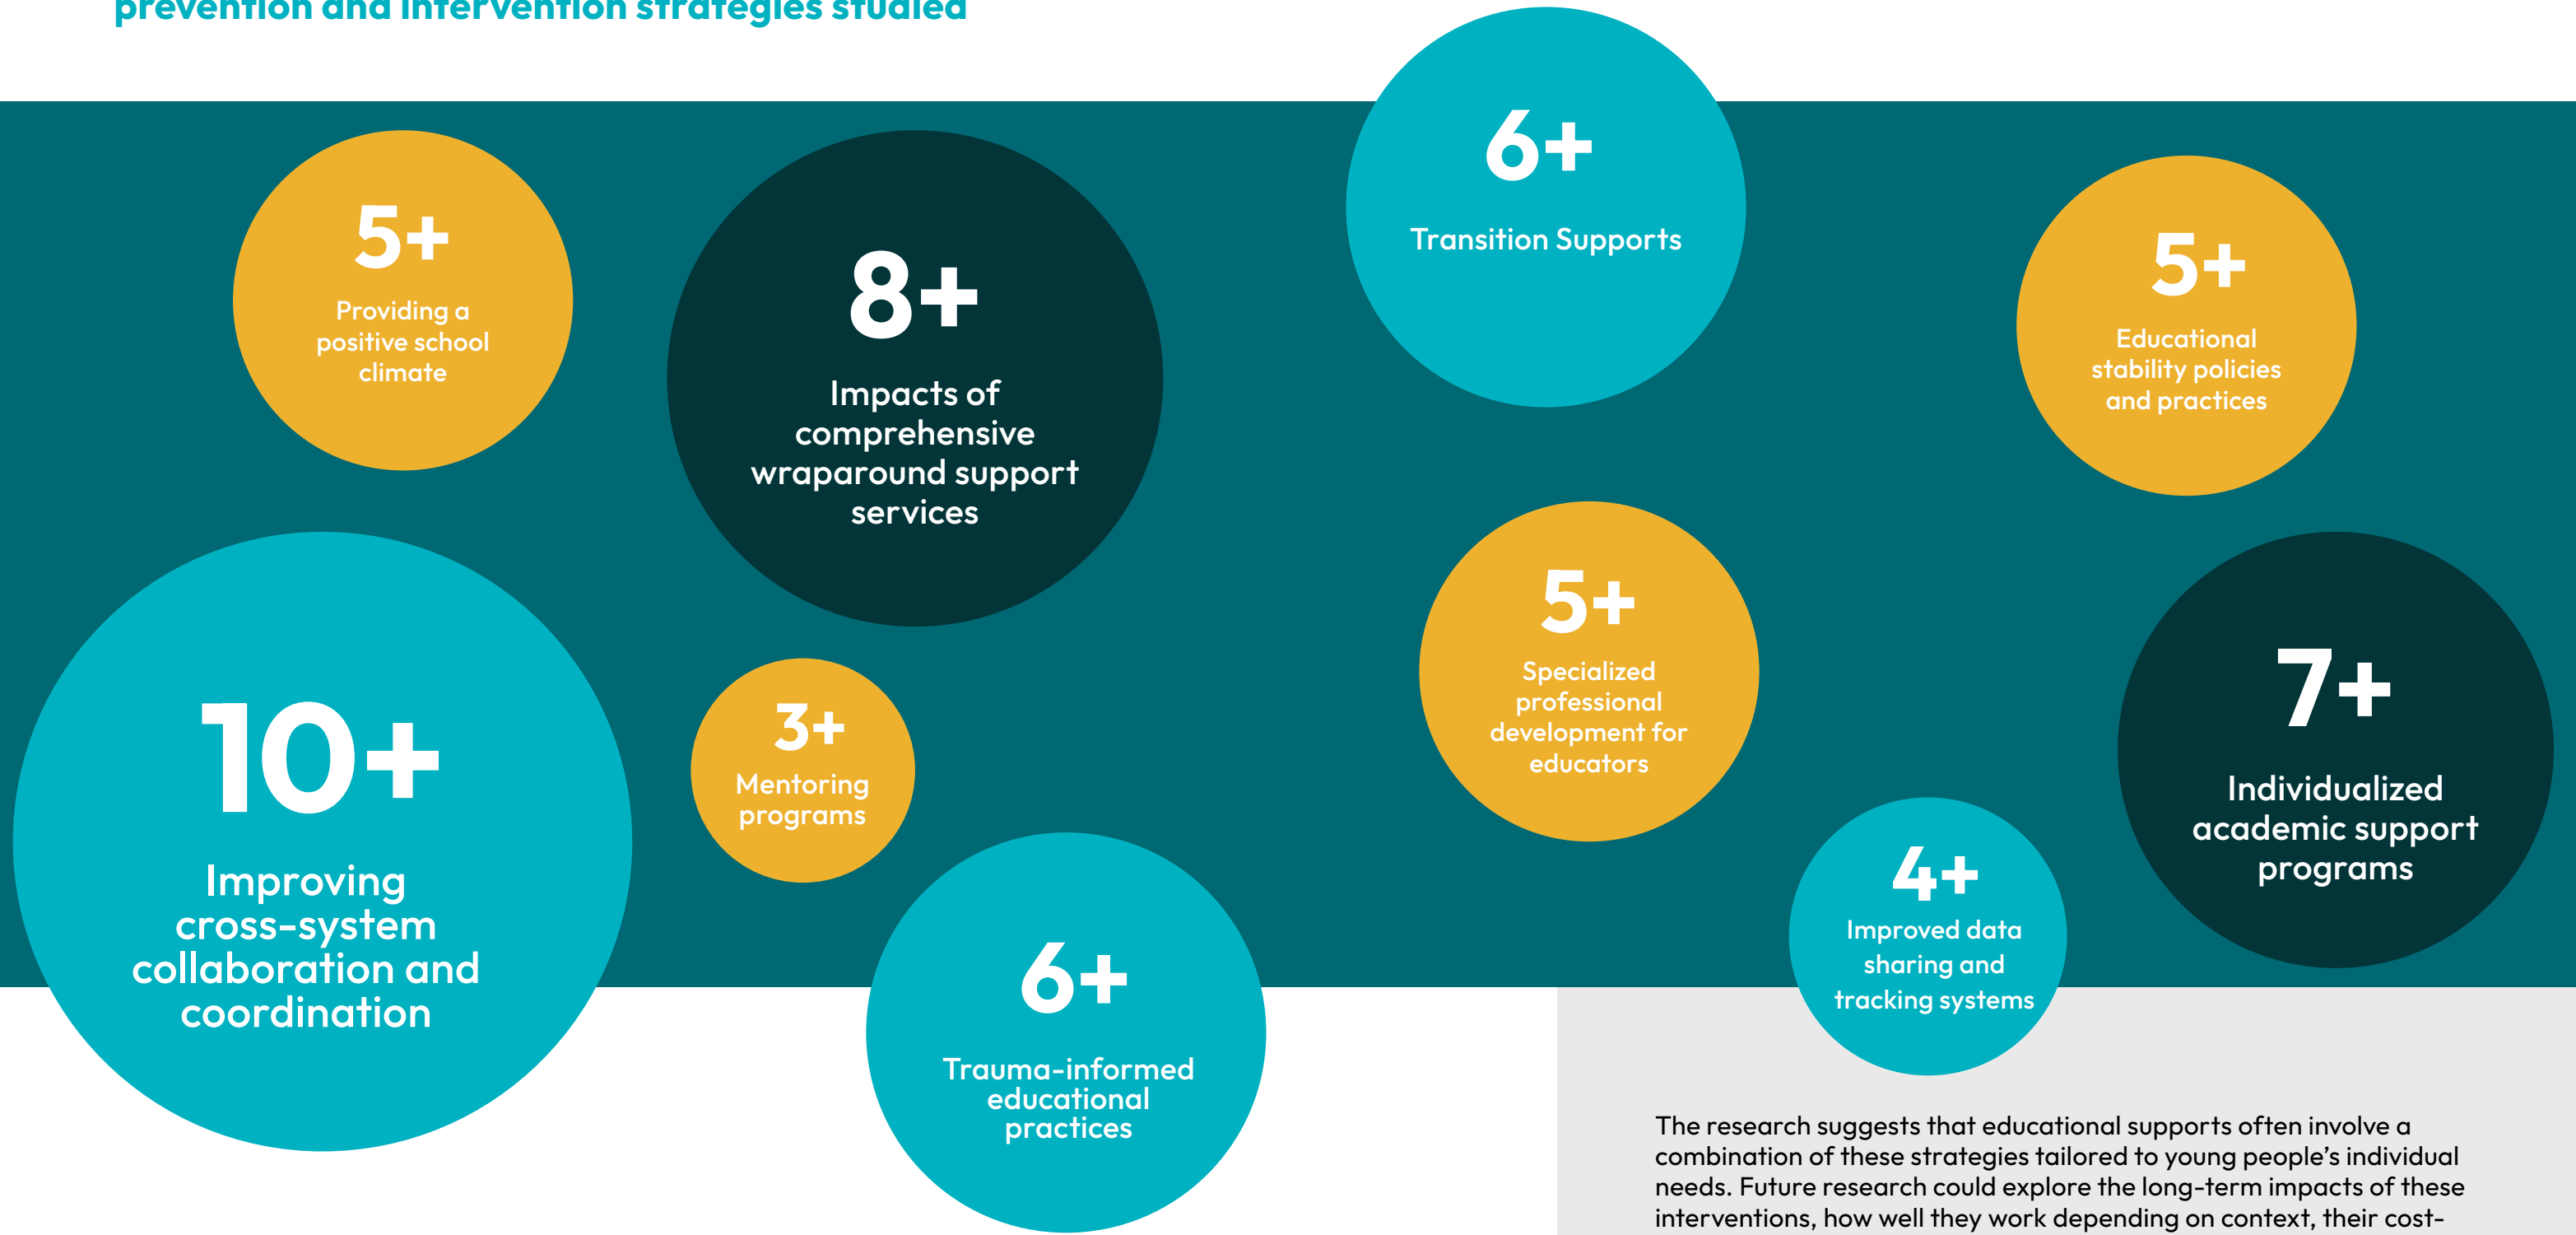 prevention and intervention strategies studied
5+
Providing a
positive school
climate
8+
Impacts of
comprehensive
wraparound support
services
6+
Transition Supports
5+
Educational
stability policies
and practices
10+
Improving
cross-system
collaboration and
coordination
3+
Mentoring
programs
6+
Trauma-informed
educational
practices
5+
Specialized
professional
development for
educators
4+
Improved data
sharing and
tracking systems
7+
Individualized
academic support
programs
The research suggests that educational supports often involve a
combination of these strategies tailored to young people’s individual
needs. Future research could explore the long-term impacts of these
interventions, how well they work depending on context, their cost-